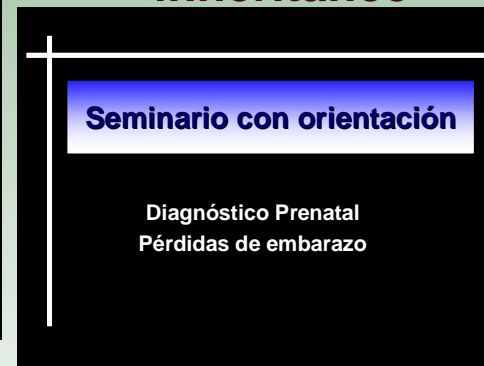 Seminario con orientación
Diagnóstico Prenatal
Pérdidas de embarazo